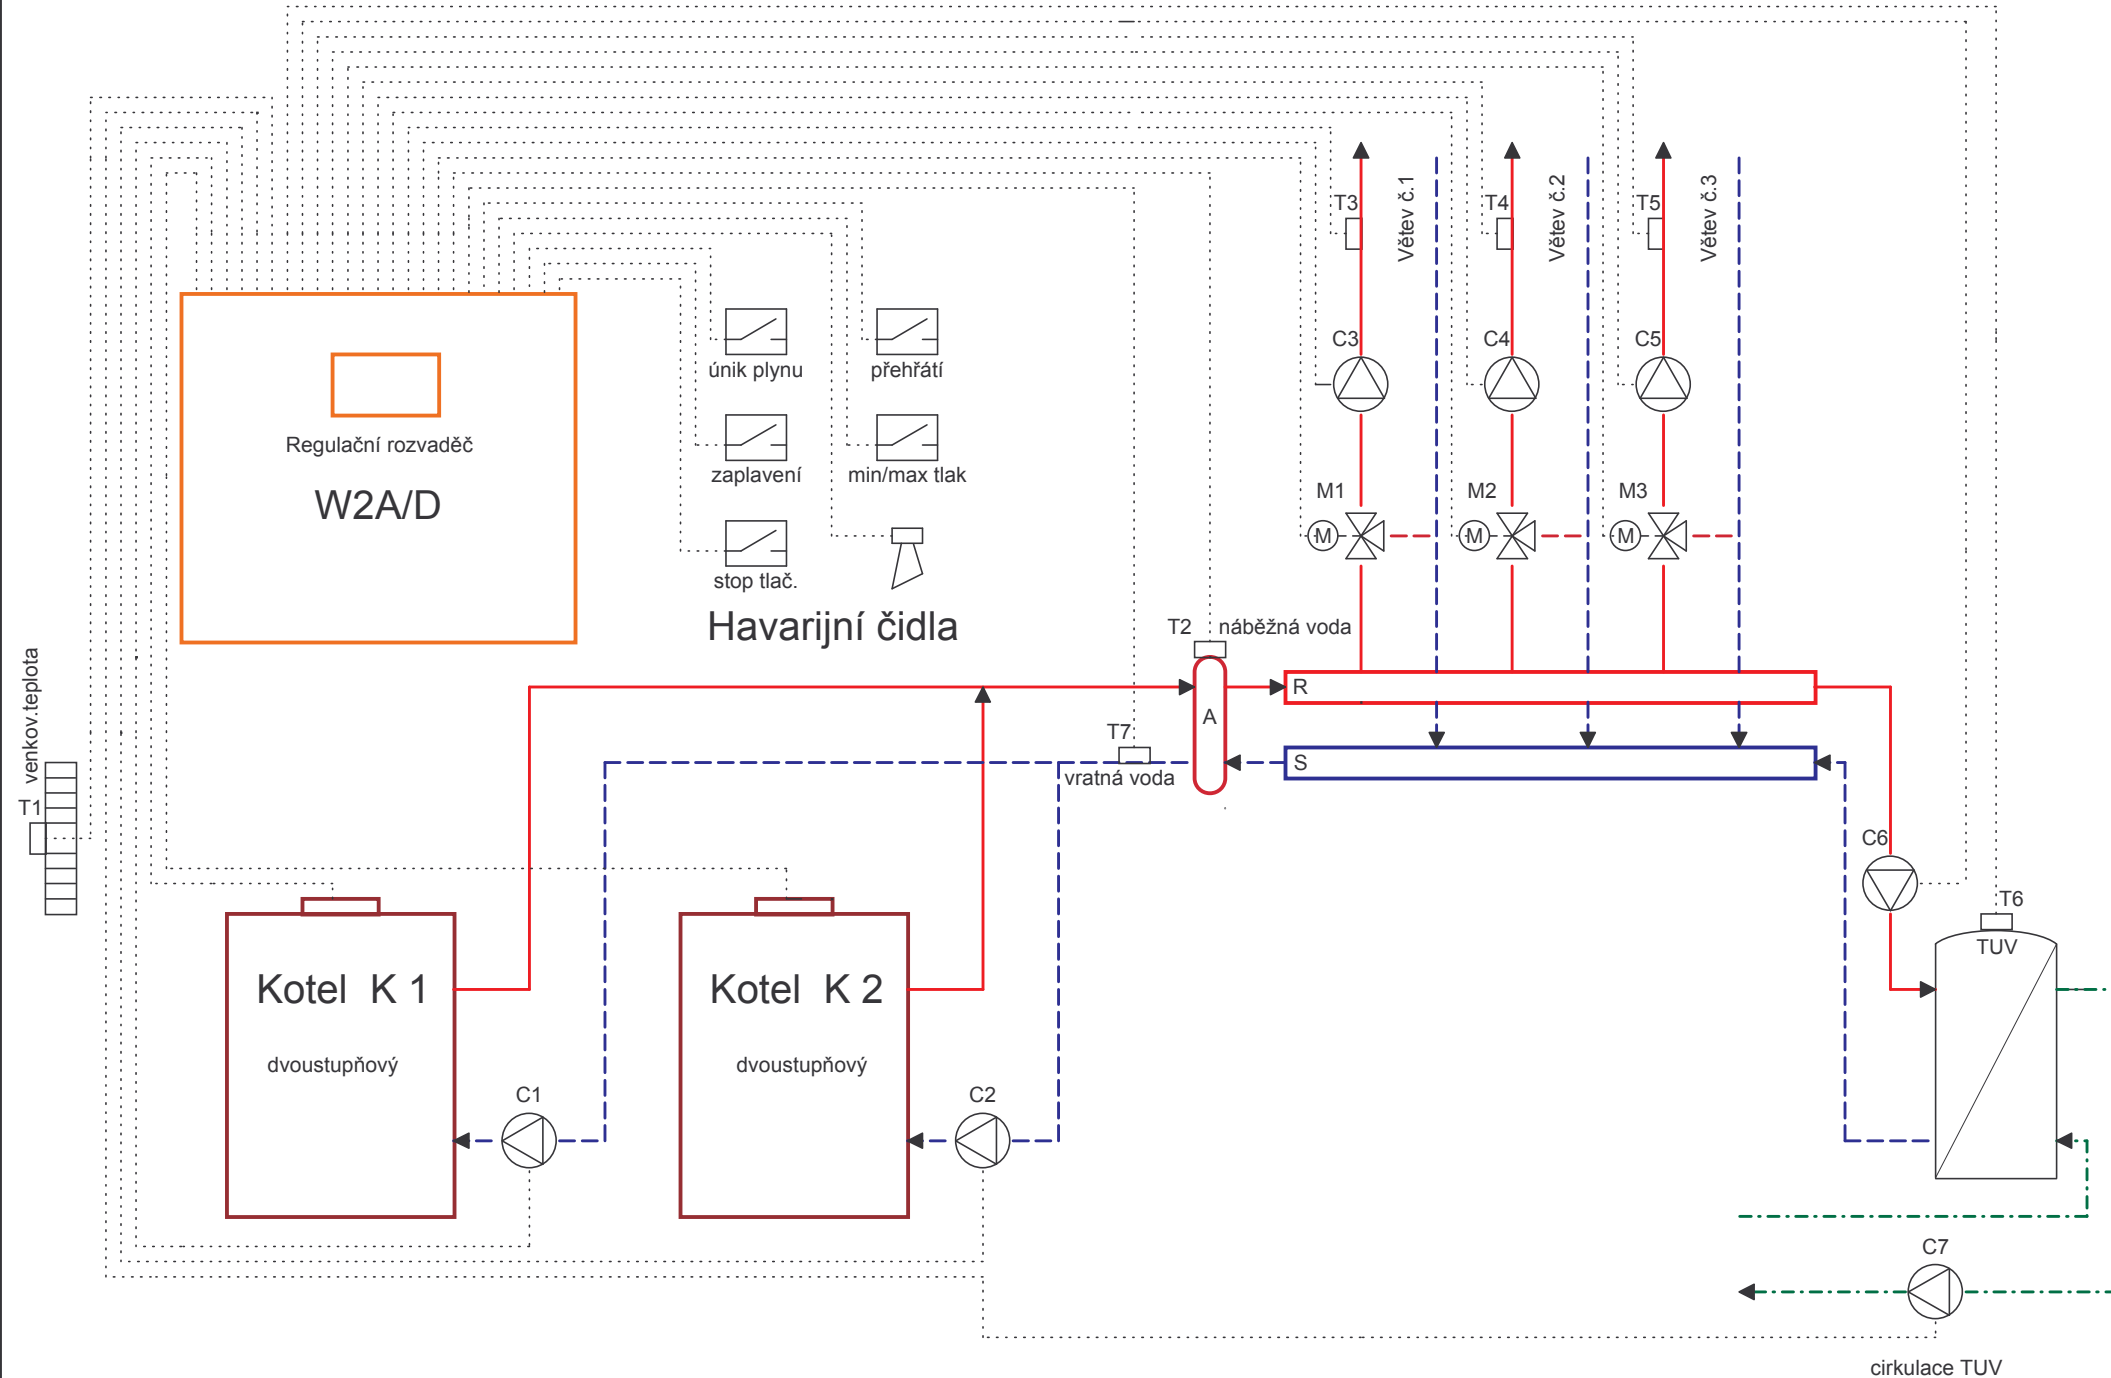 T3
Větev č.1
T4
Větev č.2
T5
Větev č.3
C3
C4
C5
únik plynu
přehřátí
Regulační rozvaděč
W2A/D
zaplavení
min/max tlak
M1
M2
M3
M
M
M
stop tlač.
Havarijní čidla
T2 náběžná voda
R
A
T7
S
vratná voda
venkov.teplota
T1
C6
T6
TUV
Kotel K 1
Kotel K 2
dvoustupňový
dvoustupňový
C1
C2
C7
cirkulace TUV